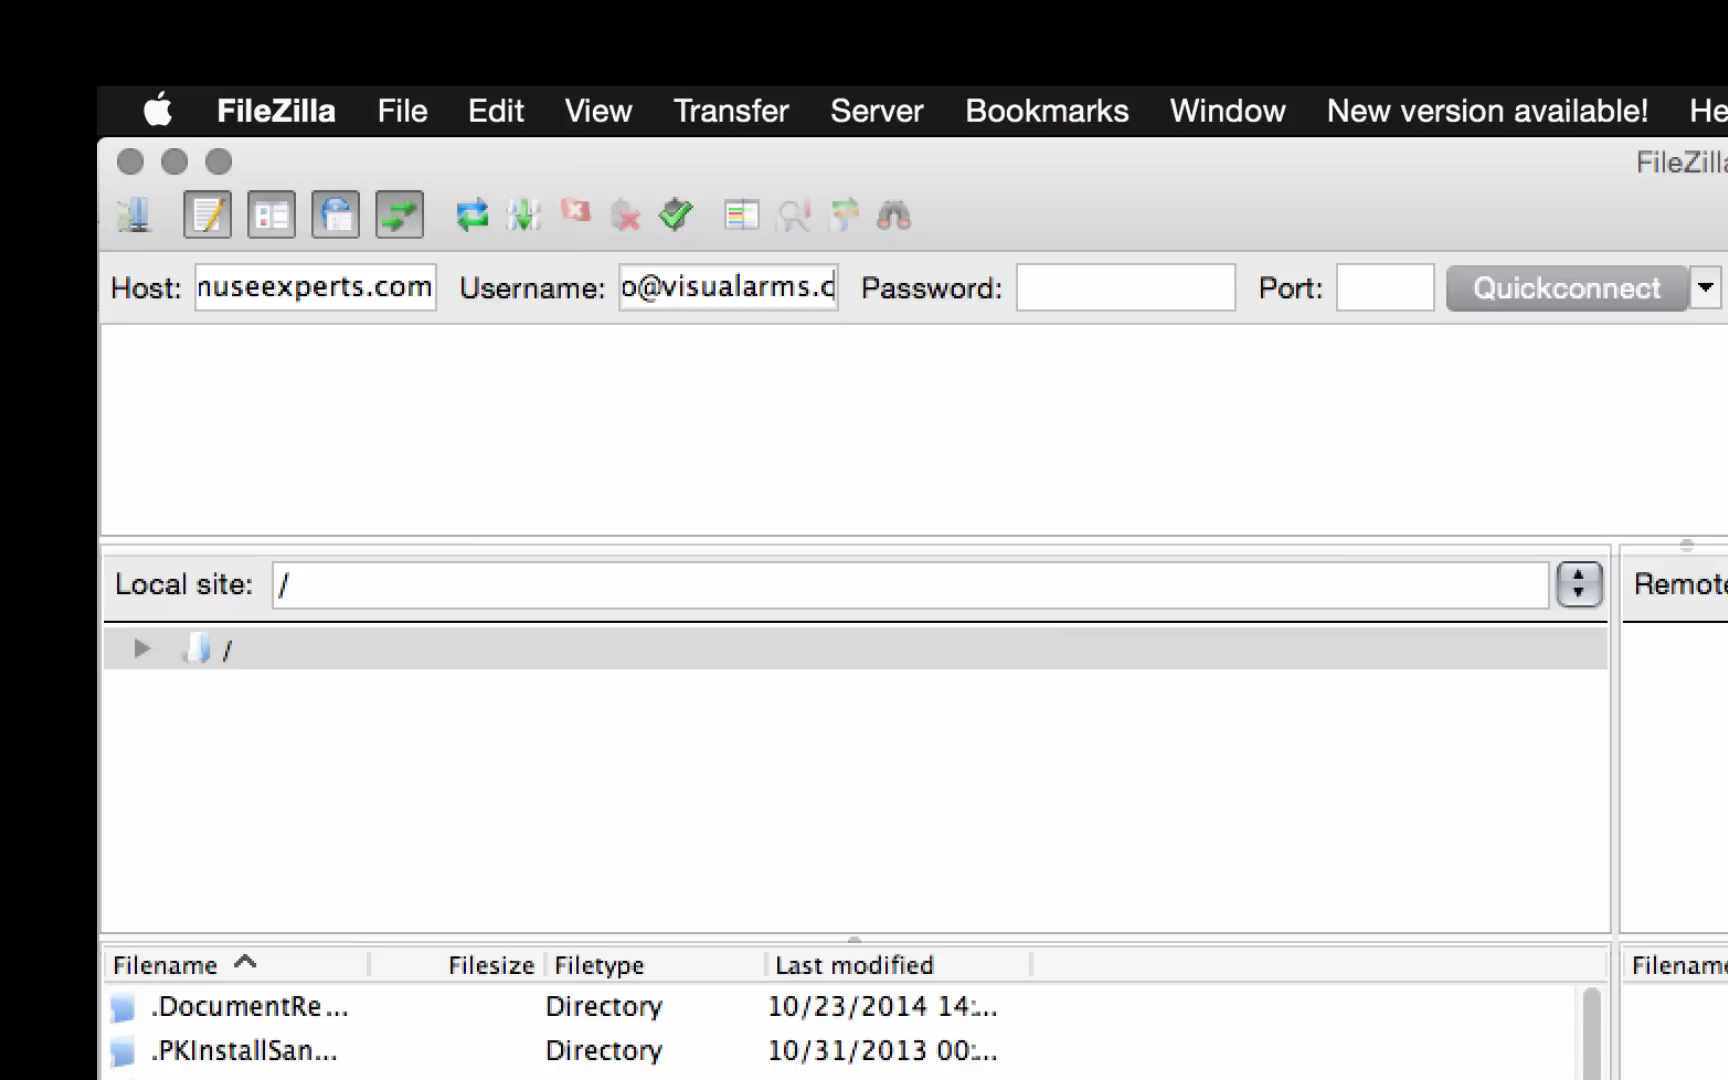 FileZilla File Edit View Transfer Server Bookmarks Window New version available! He
FileZilla
Host: museexperts.com Username: o@visualarms.c Password: Port: Quickconnect
Local site: / Remote
/
Filename Filesize Filetype Last modified Filename
.DocumentRe... Directory 10/23/2014 14:...
.PKInstallSan... Directory 10/31/2013 00:...